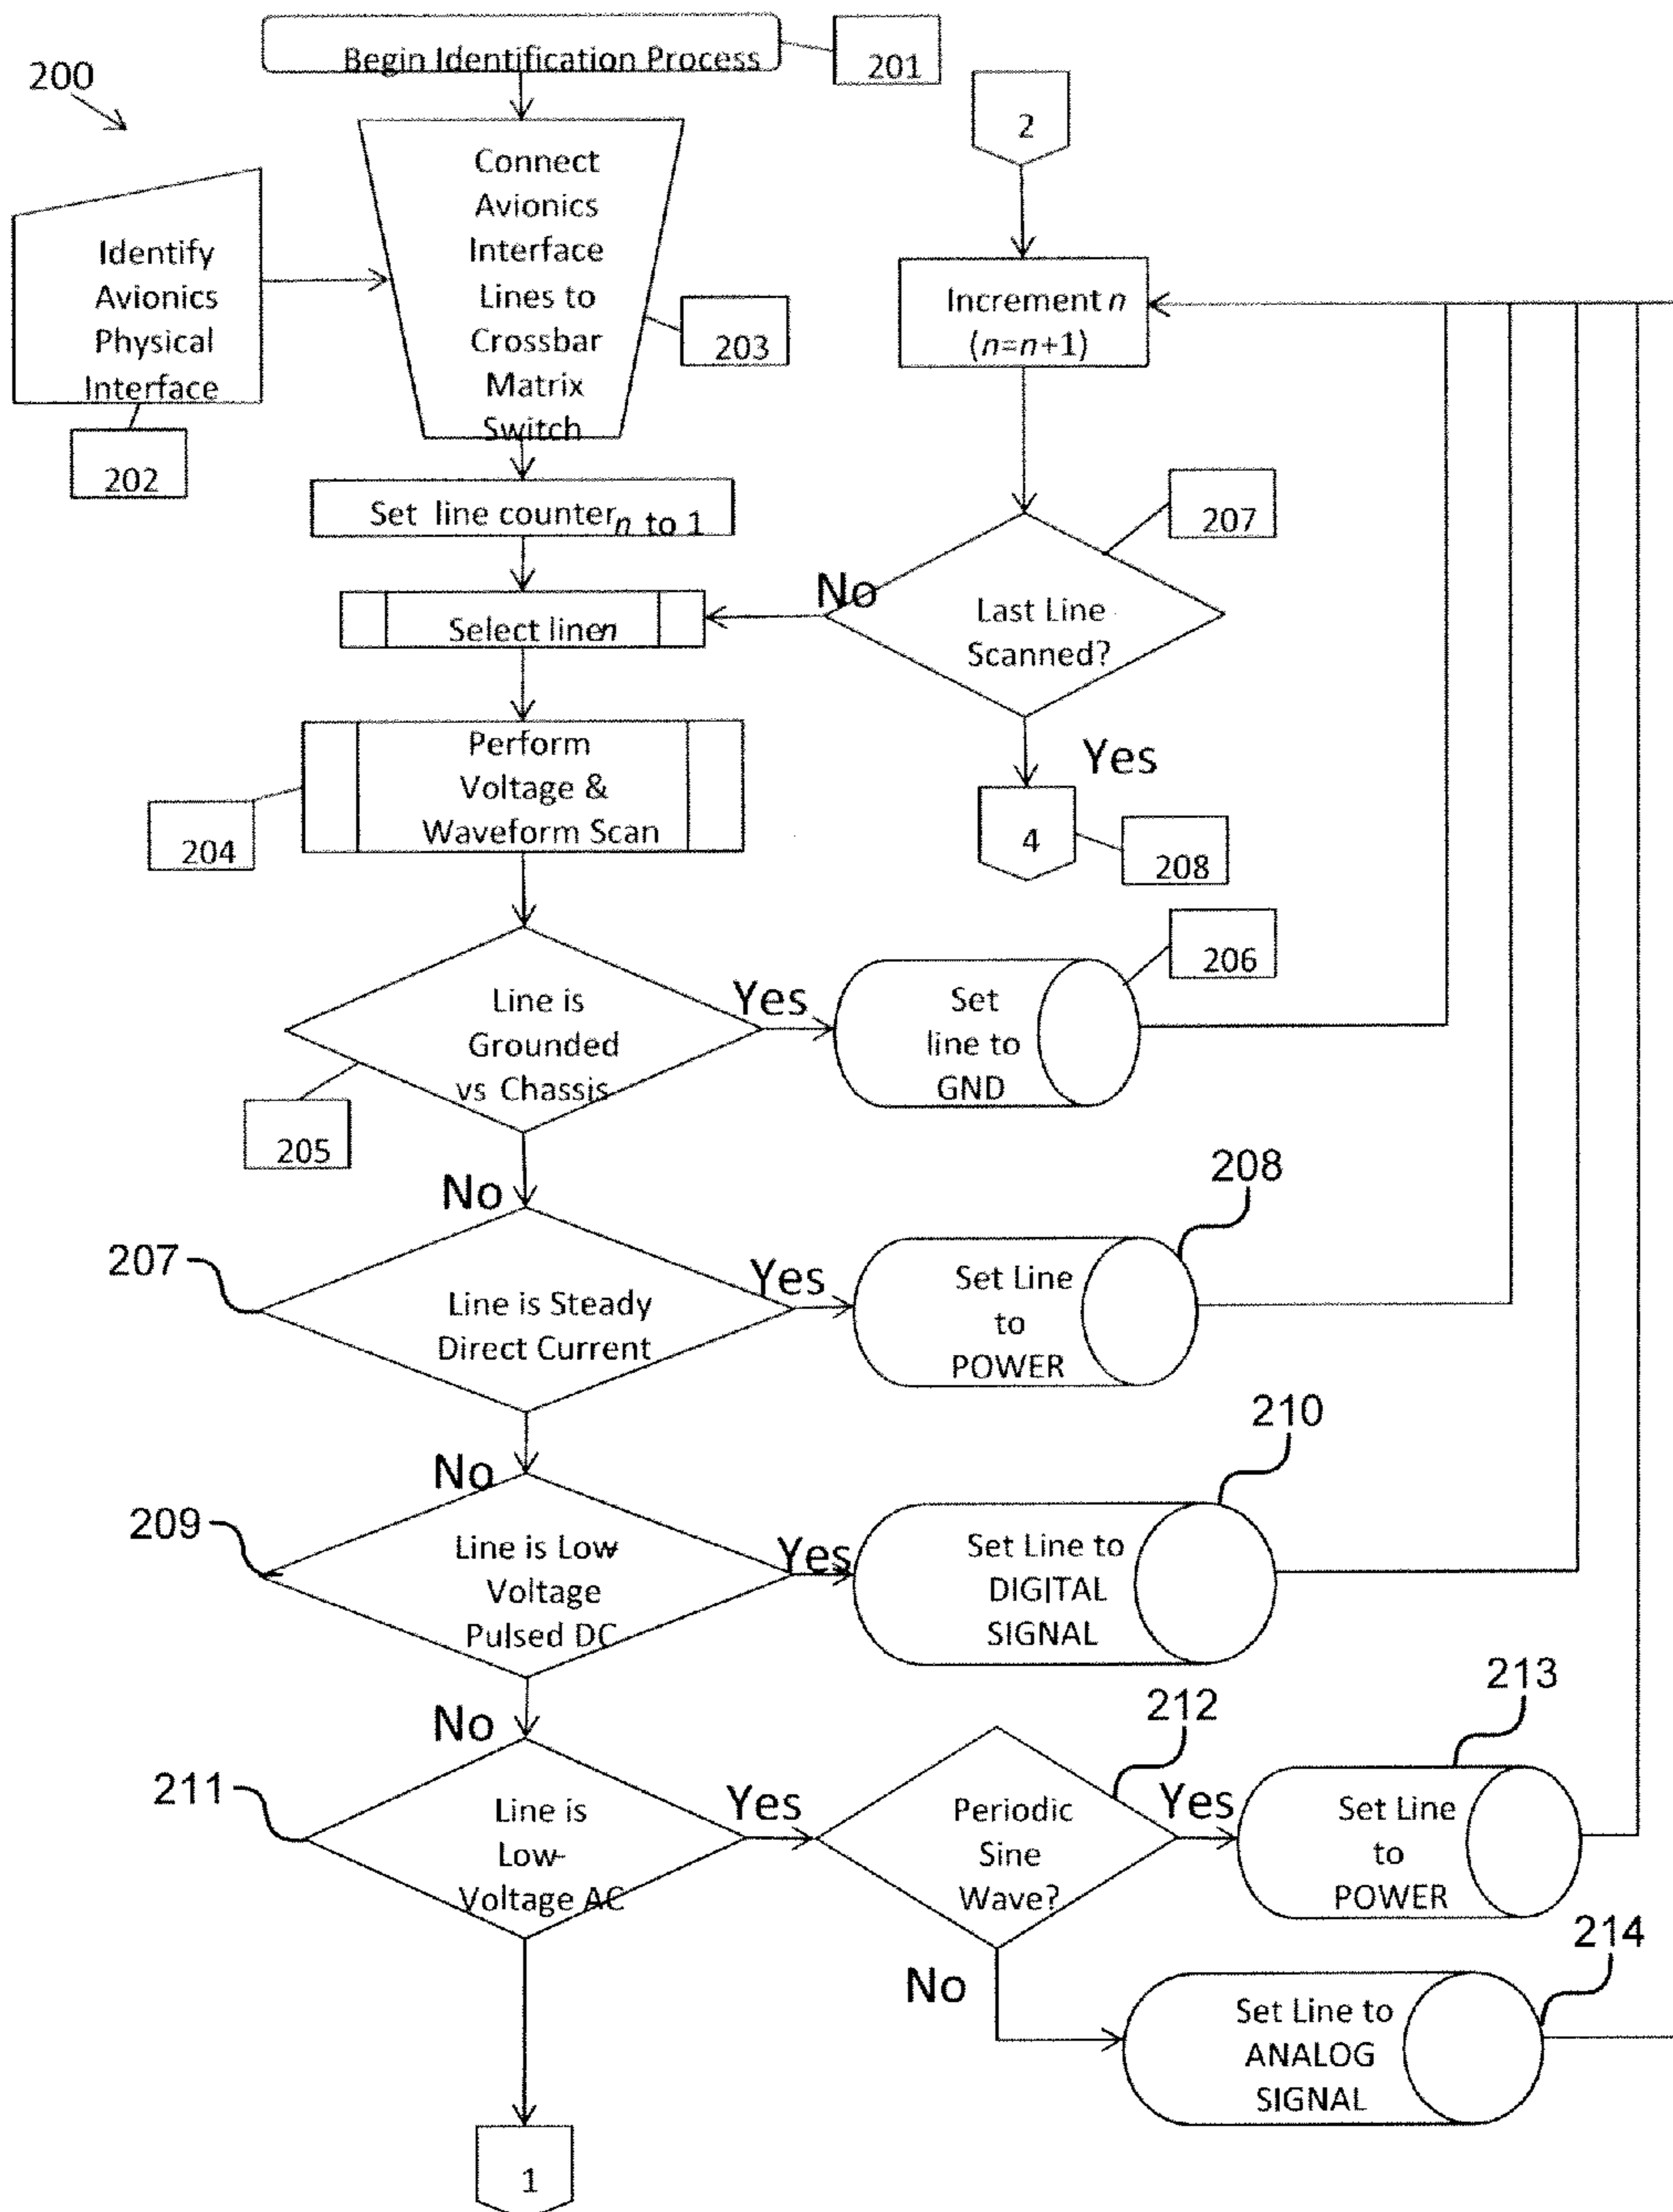 200
Begin Identification Process
201
Identify
Avionics
Physical
Interface
202
Connect
Avionics
Interface
Lines to
Crossbar
Matrix
Switch
203
2
Increment n
(n=n+1)
Set line counter n to 1
Select line n
207
No
Last Line
Scanned?
Yes
4
208
Perform
Voltage &
Waveform Scan
204
Line is
Grounded
vs Chassis
205
Yes
Set
line to
GND
206
No
207
Line is Steady
Direct Current
Yes
Set Line
to
POWER
208
No
209
Line is Low
Voltage
Pulsed DC
Yes
Set Line to
DIGITAL
SIGNAL
210
No
211
Line is
Low-
Voltage AC
Yes
212
Periodic
Sine
Wave?
Yes
Set Line
to
POWER
213
No
Set Line to
ANALOG
SIGNAL
214
1